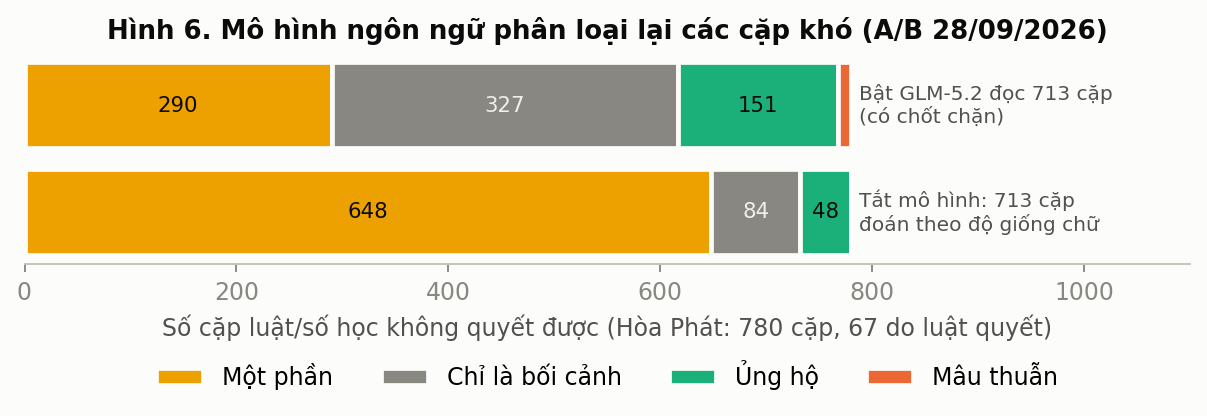 Hình 6. Mô hình ngôn ngữ phân loại lại các cặp khó (A/B 28/09/2026)
290
327
151
Bật GLM-5.2 đọc 713 cặp
(có chốt chặn)
648
84
48
Tắt mô hình: 713 cặp
đoán theo độ giống chữ
0
200
400
600
800
1000
Số cặp luật/số học không quyết được (Hòa Phát: 780 cặp, 67 do luật quyết)
Một phần
Chỉ là bối cảnh
Ủng hộ
Mâu thuẫn